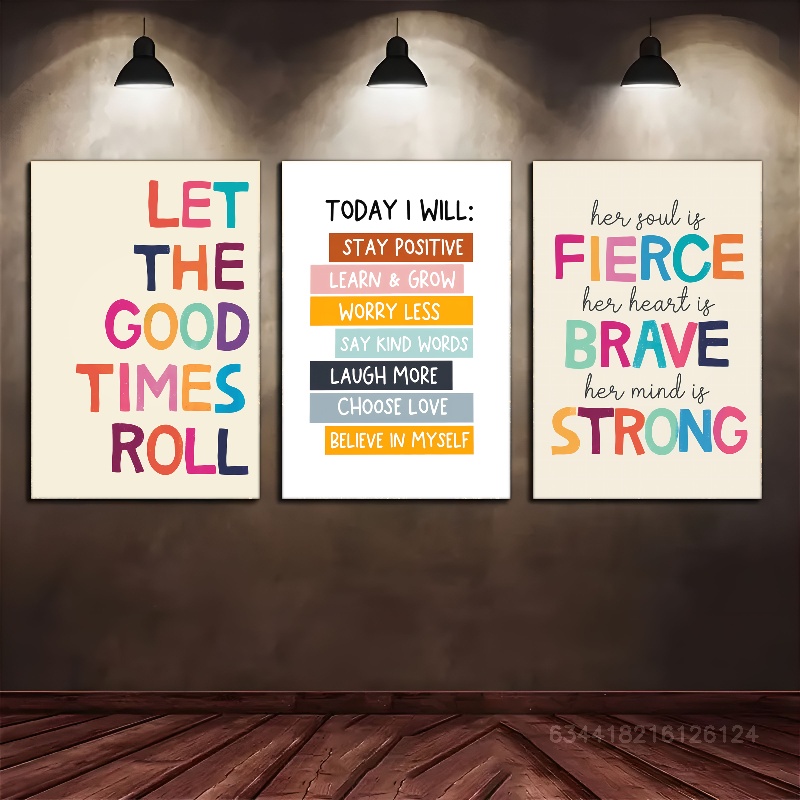 LET
THE
GOOD
TIMES
ROLL
TODAY I WILL:
STAY POSITIVE
LEARN & GROW
WORRY LESS
SAY KIND WORDS
LAUGH MORE
CHOOSE LOVE
BELIEVE IN MYSELF
her soul is
FIERCE
her heart is
BRAVE
her mind is
STRONG
634418216126124